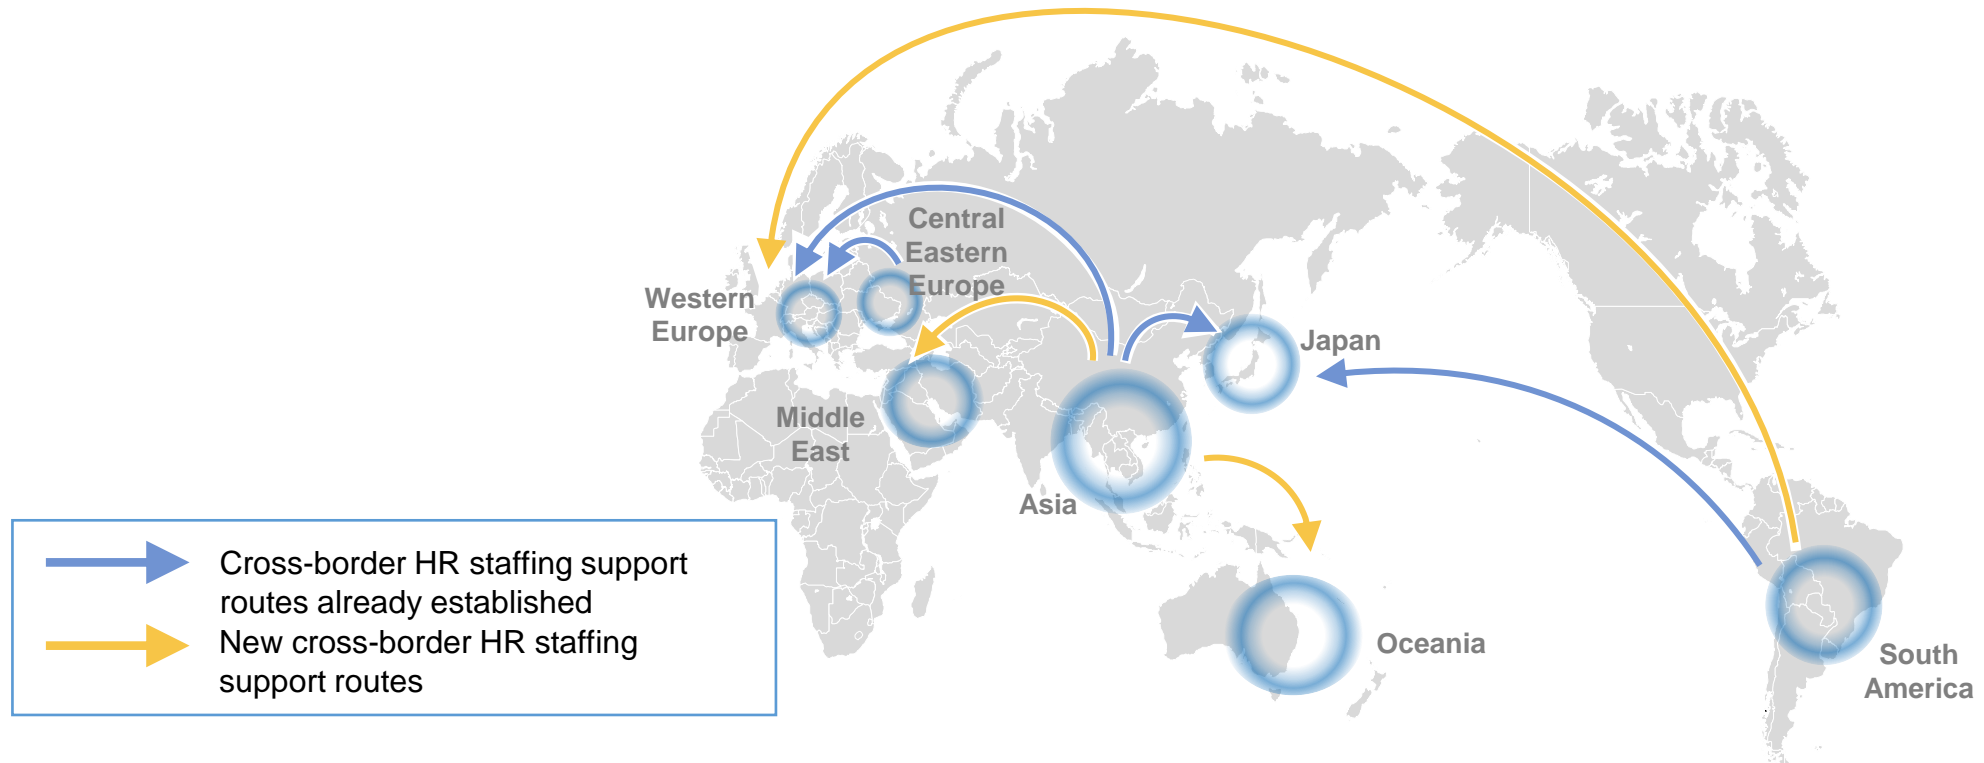 Central
Eastern
Europe
Western
Europe
Japan
Middle
East
Asia
Cross-border HR staffing support
routes already established
New cross-border HR staffing
support routes
Oceania
South
America